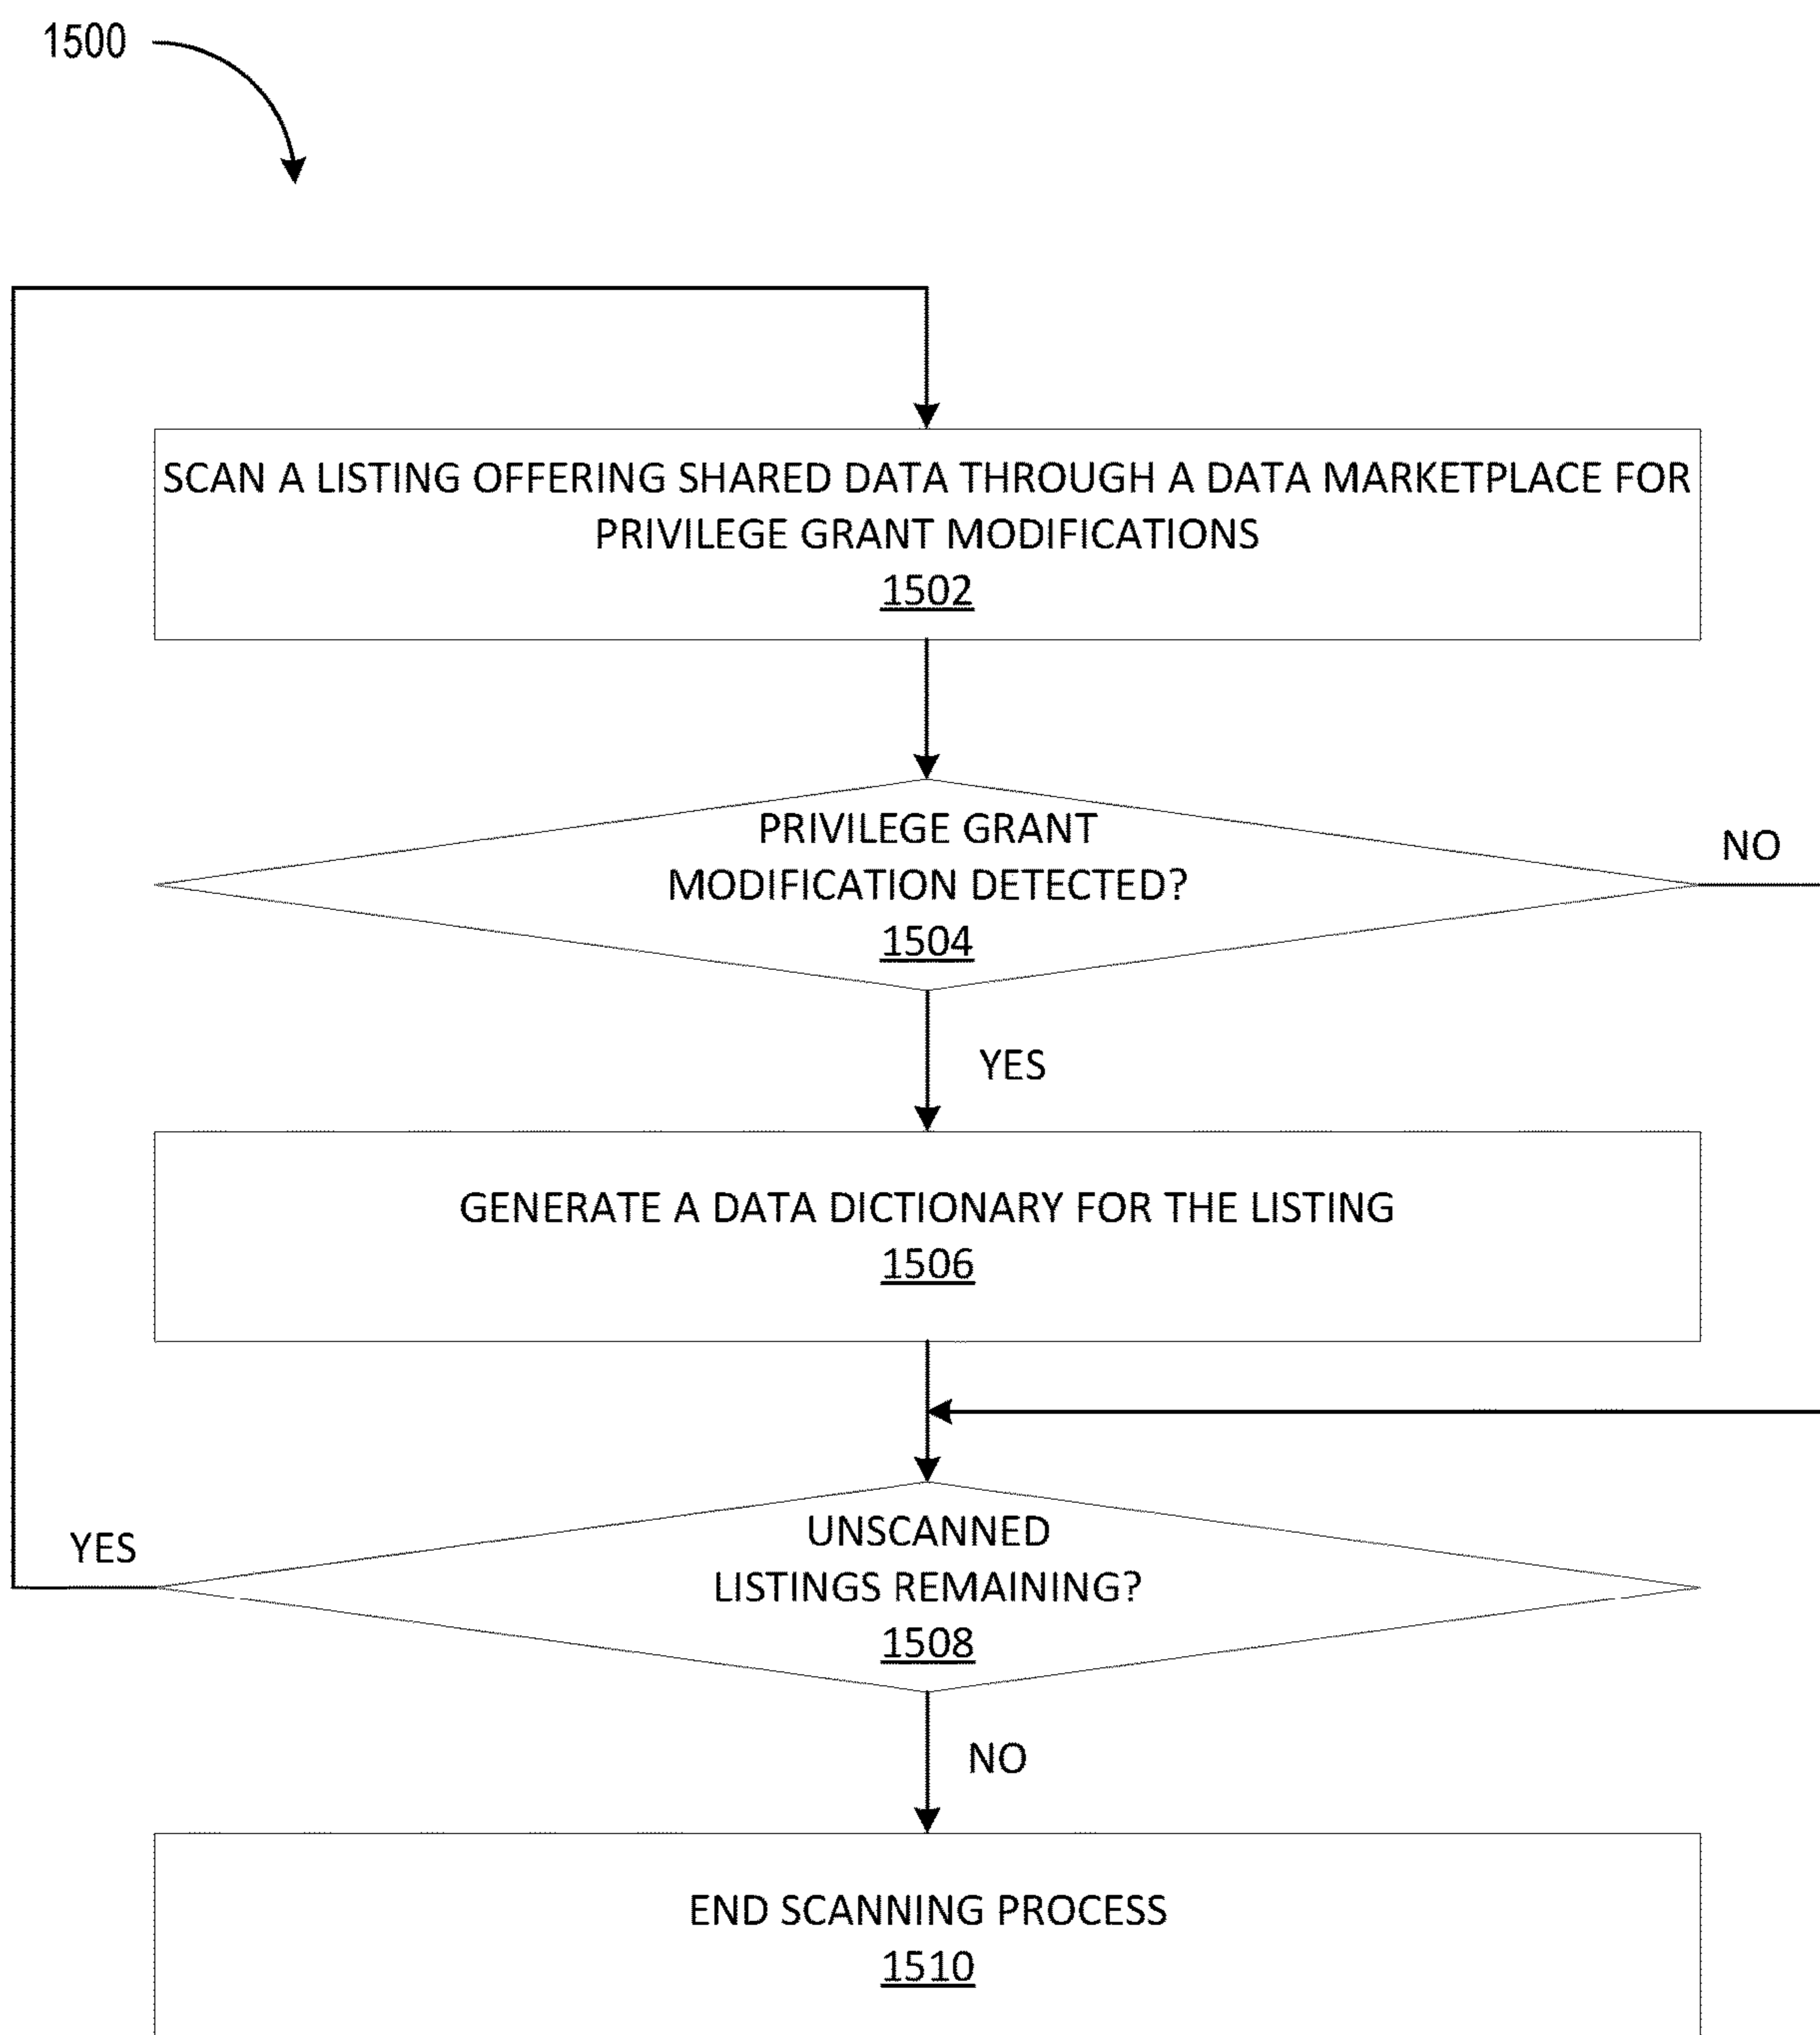 1500
SCAN A LISTING OFFERING SHARED DATA THROUGH A DATA MARKETPLACE FOR
PRIVILEGE GRANT MODIFICATIONS
1502
PRIVILEGE GRANT
MODIFICATION DETECTED?
1504
NO
YES
GENERATE A DATA DICTIONARY FOR THE LISTING
1506
UNSCANNED
LISTINGS REMAINING?
1508
YES
NO
END SCANNING PROCESS
1510